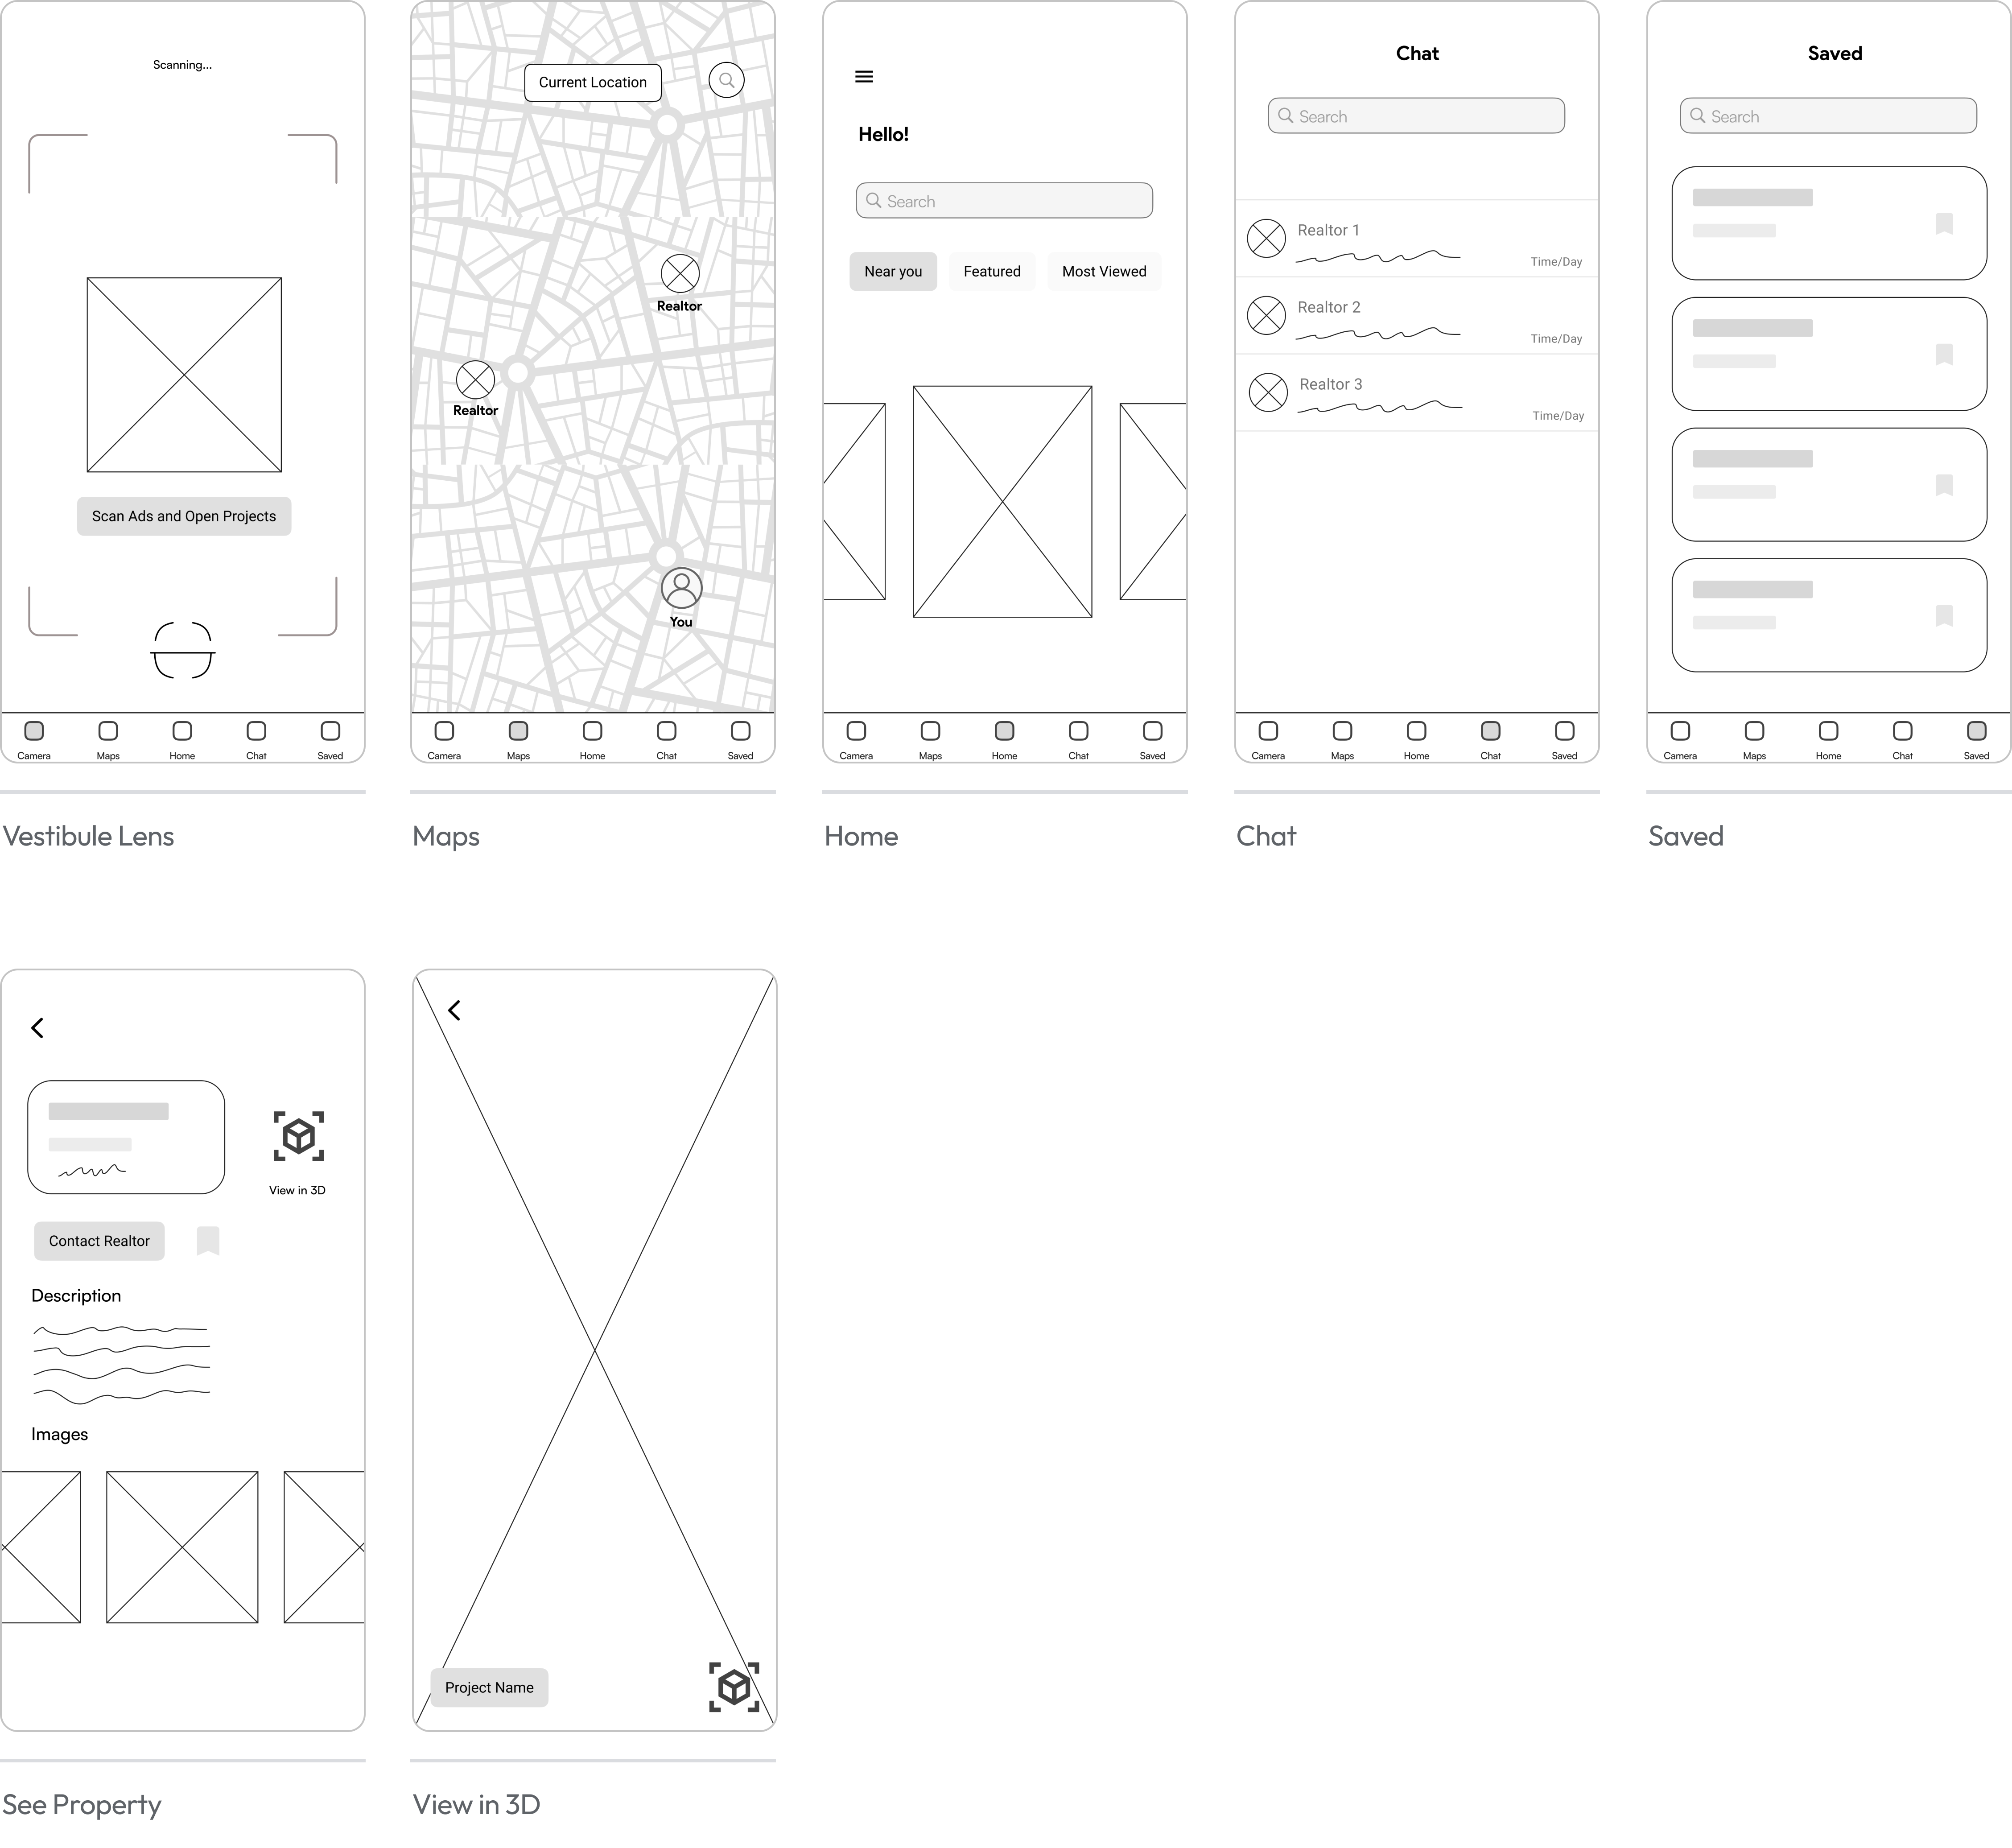 Scanning...
Scan Ads and Open Projects
Camera
Maps
Home
Chat
Saved
Vestibule Lens
Current Location
Realtor
Realtor
You
Camera
Maps
Home
Chat
Saved
Maps
Hello!
Search
Near you
Featured
Most Viewed
Camera
Maps
Home
Chat
Saved
Home
Chat
Search
Realtor 1
Time/Day
Realtor 2
Time/Day
Realtor 3
Time/Day
Camera
Maps
Home
Chat
Saved
Chat
Saved
Search
Camera
Maps
Home
Chat
Saved
Saved
View in 3D
Contact Realtor
Description
Images
See Property
Project Name
View in 3D